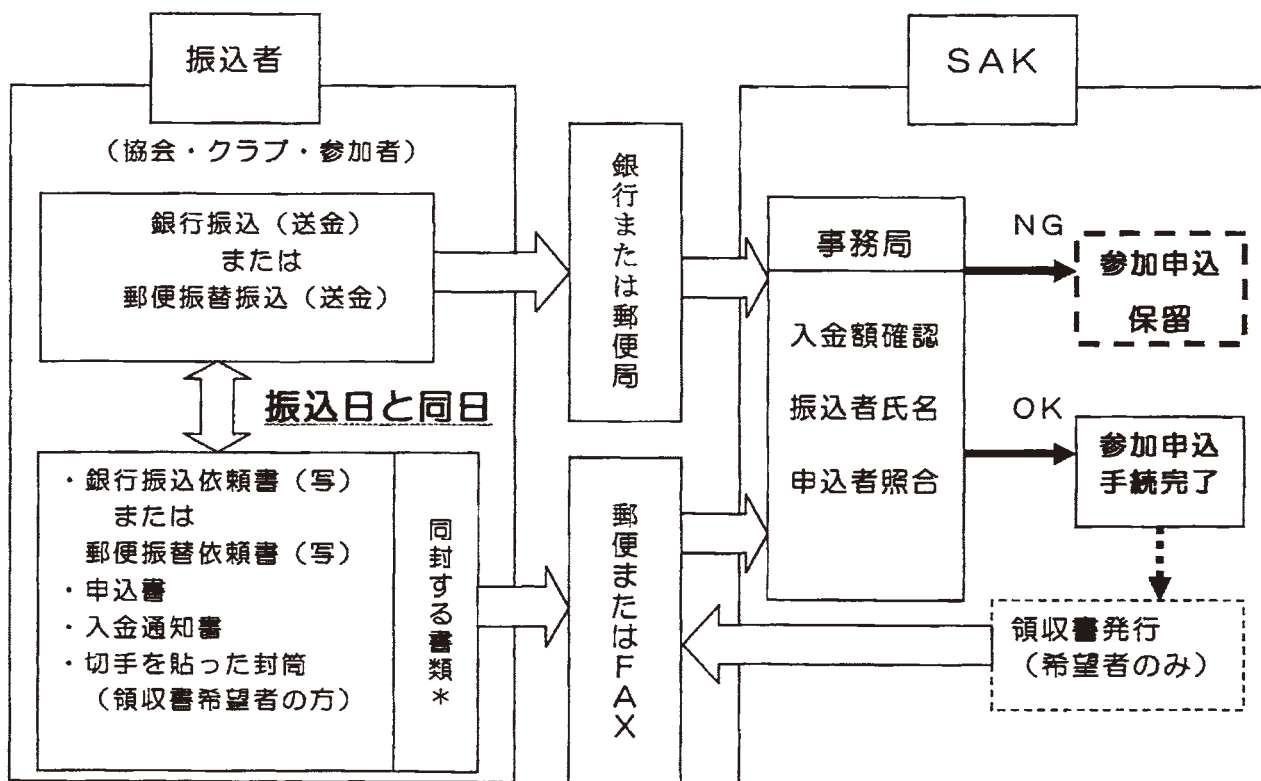 振込者
（協会・クラブ・参加者）
銀行振込（送金）
または
郵便振替振込（送金）
振込日と同日
・銀行振込依頼書（写）
または
郵便振替依頼書（写）
・申込書
・入金通知書
・切手を貼った封筒
（領収書希望者の方）
同封する書類＊
銀行または郵便局
郵便またはＦＡＸ
ＳＡＫ
事務局
入金額確認
振込者氏名
申込者照合
ＮＧ
参加申込
保留
ＯＫ
参加申込
手続完了
領収書発行
（希望者のみ）